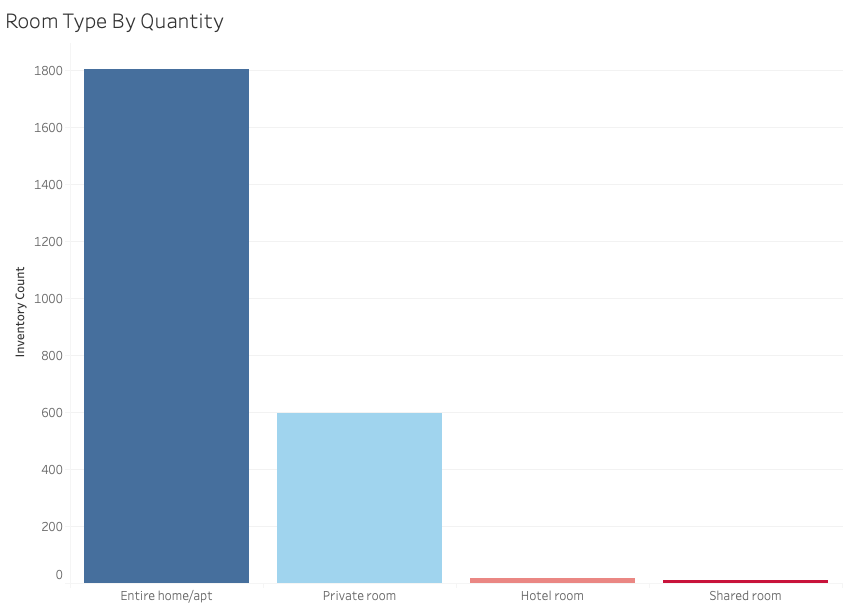 Room Type By Quantity
Inventory Count
1800
1600
1400
1200
1000
800
600
400
200
0
Entire home/apt
Private room
Hotel room
Shared room